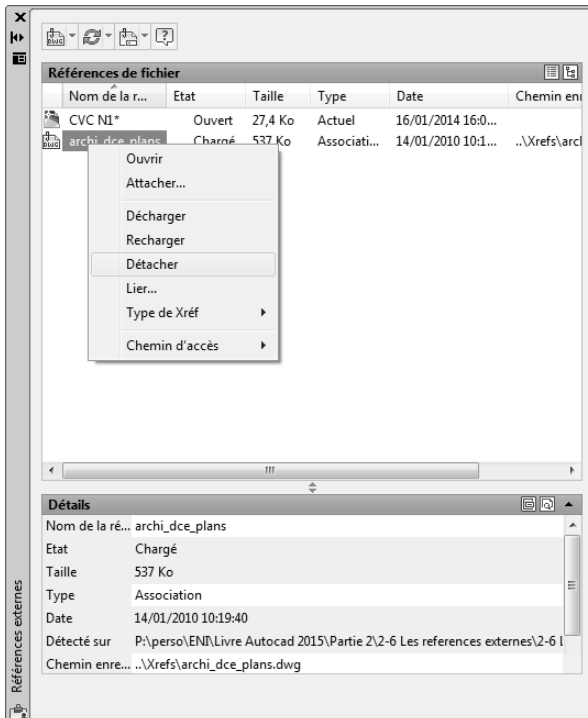 DWG
Références de fichier
Nom de la r... Etat Taille Type Date Chemin enr
CVC N1* Ouvert 27,4 Ko Actuel 16/01/2014 16:0...
archi_dce_plans Chargé 537 Ko Associati... 14/01/2010 10:1... ..\Xrefs\arcl
Ouvrir
Attacher...
Décharger
Recharger
Détacher
Lier...
Type de Xréf
Chemin d'accès
Détails
Nom de la ré... archi_dce_plans
Etat Chargé
Taille 537 Ko
Type Association
Date 14/01/2010 10:19:40
Détecté sur P:\perso\ENI\Livre Autocad 2015\Partie 2\2-6 Les references externes\2-6 L
Chemin enre... ..\Xrefs\archi_dce_plans.dwg
Références externes